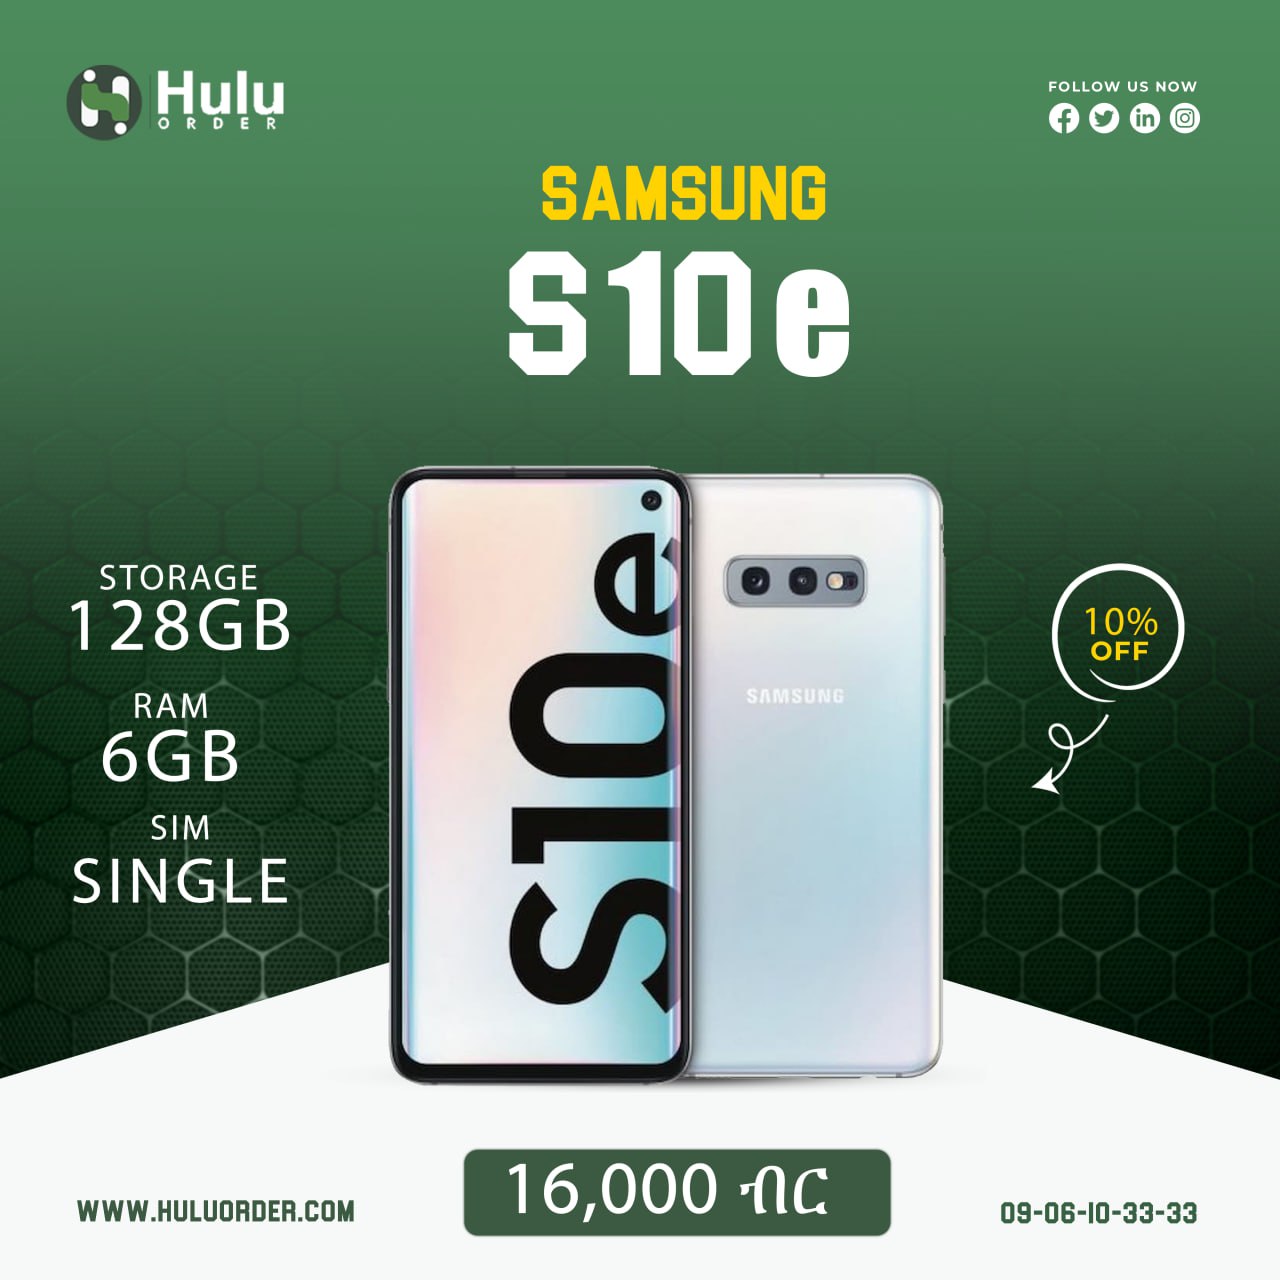 Hulu
ORDER
FOLLOW US NOW
SAMSUNG
S10e
STORAGE
128GB
RAM
6GB
SIM
SINGLE
S10e
SAMSUNG
10%
OFF
16,000 ብር
WWW.HULUORDER.COM
09-06-10-33-33